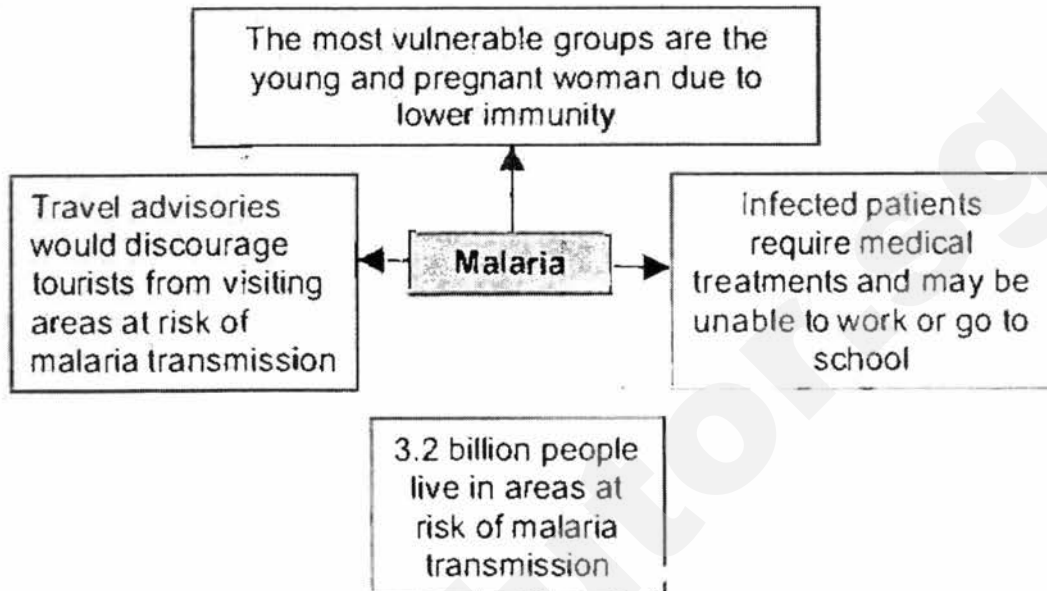 The most vulnerable groups are the
young and pregnant woman due to
lower immunity
Travel advisories
would discourage
tourists from visiting
areas at risk of
malaria transmission
Malaria
Infected patients
require medical
treatments and may be
unable to work or go to
school
3.2 billion people
live in areas at
risk of malaria
transmission